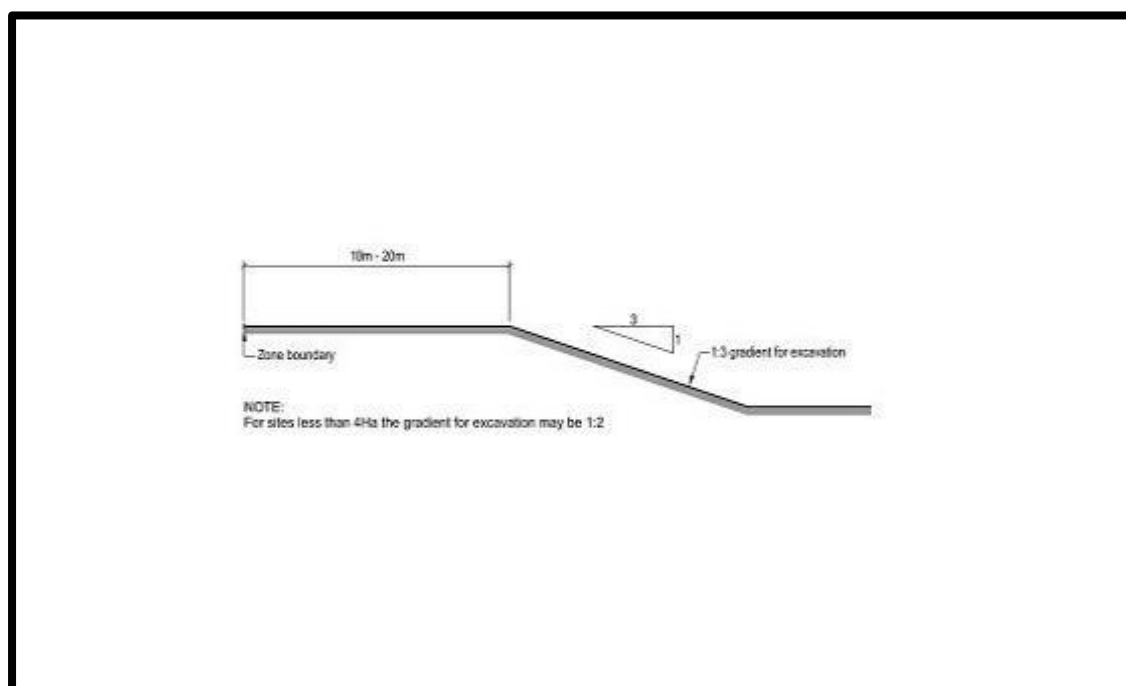 10m - 20m
3
1
Zone boundary
1:3 gradient for excavation
NOTE:
For sites less than 4Ha the gradient for excavation may be 1:2